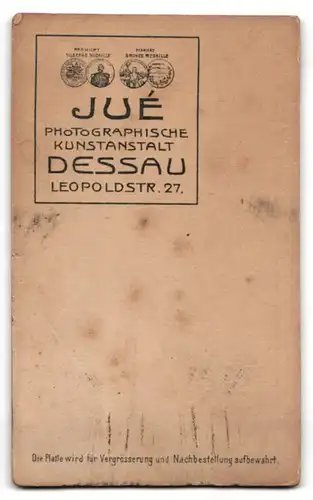 JUÉ
PHOTOGRAPHISCHE
KUNSTANSTALT
DESSAU
LEOPOLDSTR. 27.
Die Platte wird für Vergrösserung und Nachbestellung aufbewahrt.